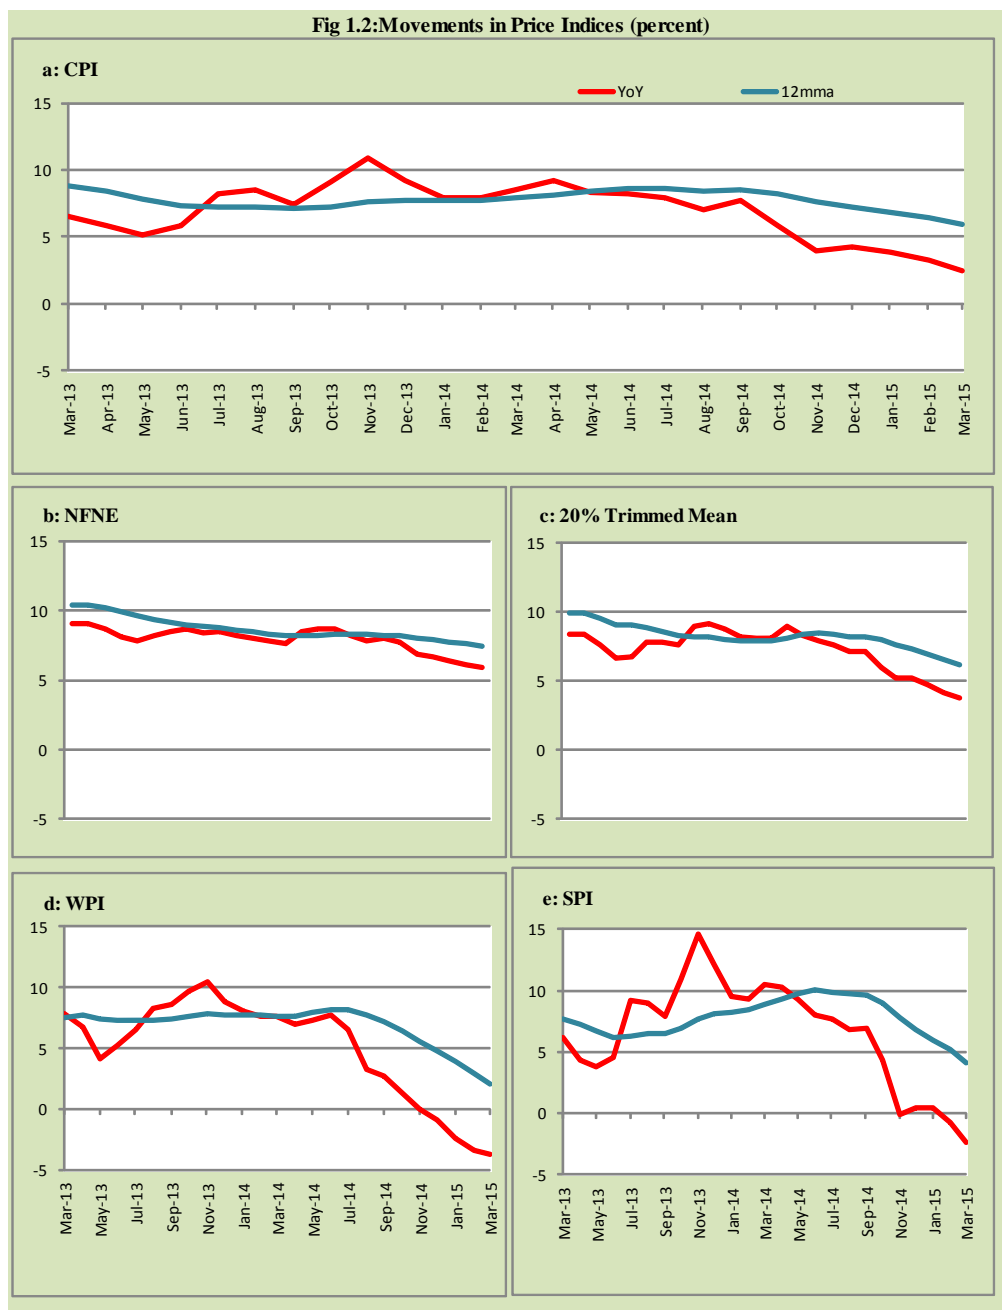 Fig 1.2:Movements in Price Indices (percent)
a: CPI
YoY 12mma
15
10
5
0
-5
Mar-13 Apr-13 May-13 Jun-13 Jul-13 Aug-13 Sep-13 Oct-13 Nov-13 Dec-13 Jan-14 Feb-14 Mar-14 Apr-14 May-14 Jun-14 Jul-14 Aug-14 Sep-14 Oct-14 Nov-14 Dec-14 Jan-15 Feb-15 Mar-15
b: NFNE
15
10
5
0
-5
c: 20% Trimmed Mean
15
10
5
0
-5
d: WPI
15
10
5
0
-5
Mar-13 May-13 Jul-13 Sep-13 Nov-13 Jan-14 Mar-14 May-14 Jul-14 Sep-14 Nov-14 Jan-15 Mar-15
e: SPI
15
10
5
0
-5
Mar-13 May-13 Jul-13 Sep-13 Nov-13 Jan-14 Mar-14 May-14 Jul-14 Sep-14 Nov-14 Jan-15 Mar-15